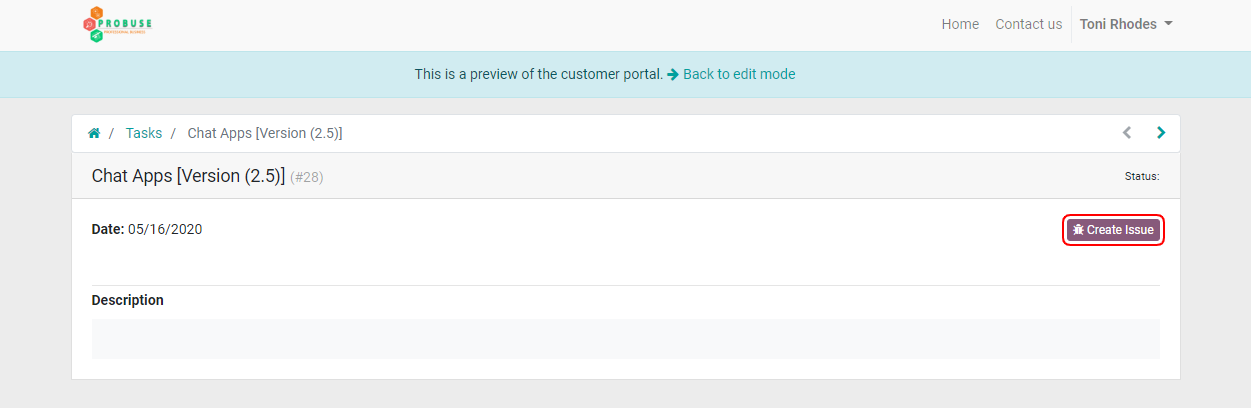 PROBUSE
PROFESSIONAL BUSINESS
Home Contact us Toni Rhodes
This is a preview of the customer portal. Back to edit mode
/ Tasks / Chat Apps [Version (2.5)]
Chat Apps [Version (2.5)] (#28) Status:
Date: 05/16/2020 Create Issue
Description